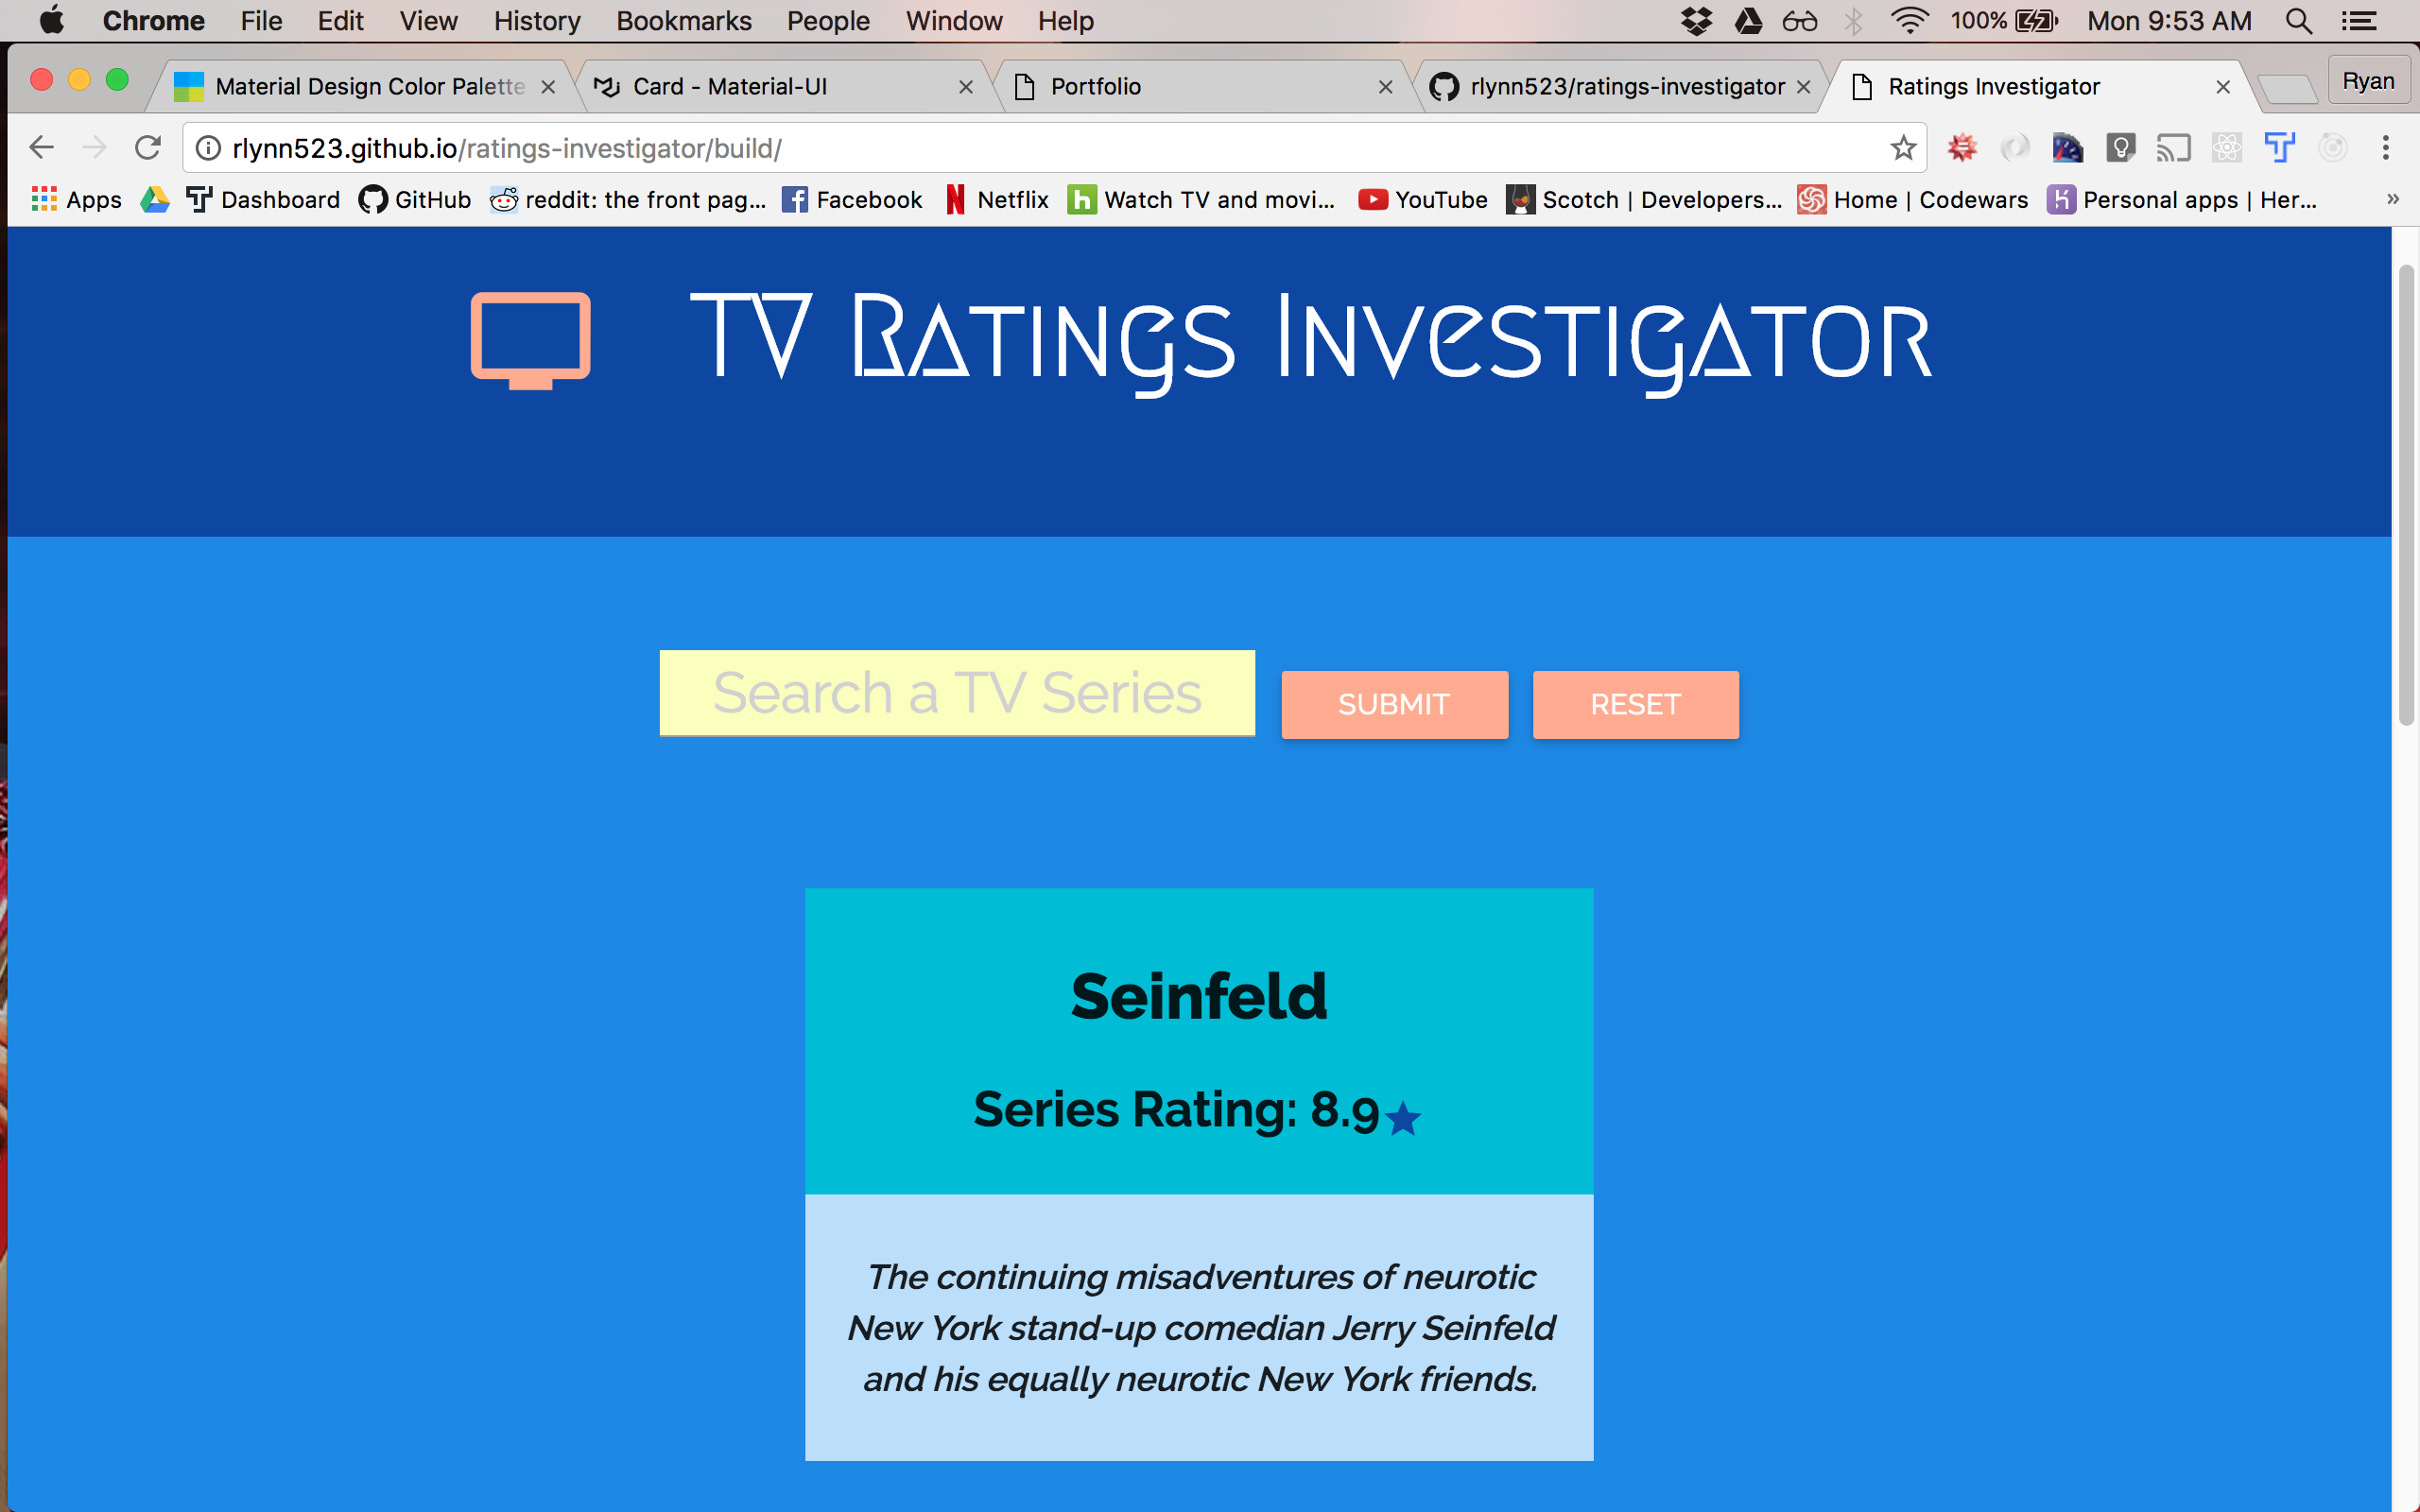 Chrome File Edit View History Bookmarks People Window Help 100% Mon 9:53 AM
Material Design Color Palette Card - Material-UI Portfolio rlynn523/ratings-investigator Ratings Investigator Ryan
rlynn523.github.io/ratings-investigator/build/
Apps Dashboard GitHub reddit: the front pag... Facebook Netflix h Watch TV and movi... YouTube Scotch | Developers... Home | Codewars Personal apps | Her... »
TV Ratings Investigator
Search a TV Series SUBMIT RESET
Seinfeld
Series Rating: 8.9
The continuing misadventures of neurotic
New York stand-up comedian Jerry Seinfeld
and his equally neurotic New York friends.